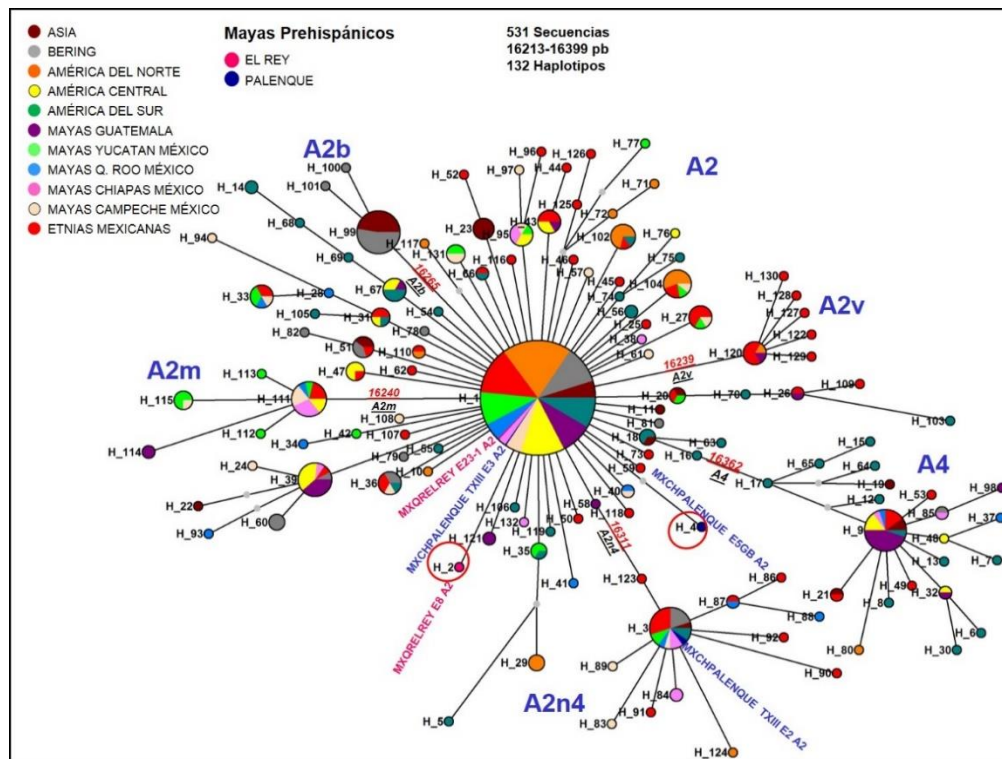 ASIA
BERING
AMÉRICA DEL NORTE
AMÉRICA CENTRAL
AMÉRICA DEL SUR
MAYAS GUATEMALA
MAYAS YUCATAN MÉXICO
MAYAS Q. ROO MÉXICO
MAYAS CHIAPAS MÉXICO
MAYAS CAMPECHE MÉXICO
ETNIAS MEXICANAS
Mayas Prehispánicos
EL REY
PALENQUE
531 Secuencias
16213-16399 pb
132 Haplotipos
A2b
A2
A2v
A2m
A4
A2n4
H_100
H_101
H_14
H_99
H_68
H_94
H_69
H_117
H_131
H_52
H_23
H_97
H_96
H_44
H_126
H_77
H_43
H_95
H_125
H_71
H_72
H_102
H_76
H_75
H_116
H_66
H_46
H_57
H_45
H_74
H_104
H_56
H_25
H_38
H_61
H_27
H_130
H_128
H_127
H_122
H_129
H_120
16265
A2b
H_67
H_54
H_33
H_28
H_105
H_31
H_82
H_51
H_78
H_110
H_47
H_62
16239
A2v
H_113
H_115
H_111
H_112
H_114
16240
A2m
H_1
H_108
H_107
H_34
H_42
H_79
H_55
H_10
H_36
H_24
H_39
H_22
H_93
H_60
H_20
H_70
H_26
H_109
H_103
H_11
H_81
H_18
H_63
H_16
H_73
H_59
16362
A4
H_15
H_65
H_64
H_17
H_19
H_12
H_9
H_53
H_98
H_85
H_37
H_48
H_7
H_13
H_49
H_32
H_21
H_8
H_6
H_30
H_80
MXQRELREY E23-1 A2
MXCHPALENQUE TXIII E3 A2
MXCHPALENQUE E5GB A2
MXQRELREY E8 A2
MXCHPALENQUE TXIII E2 A2
H_106
H_132
H_121
H_119
H_35
H_50
H_58
H_40
H_118
H_4
H_2
H_41
16311
A2n4
H_123
H_3
H_86
H_87
H_88
H_92
H_90
H_89
H_84
H_91
H_83
H_124
H_29
H_5